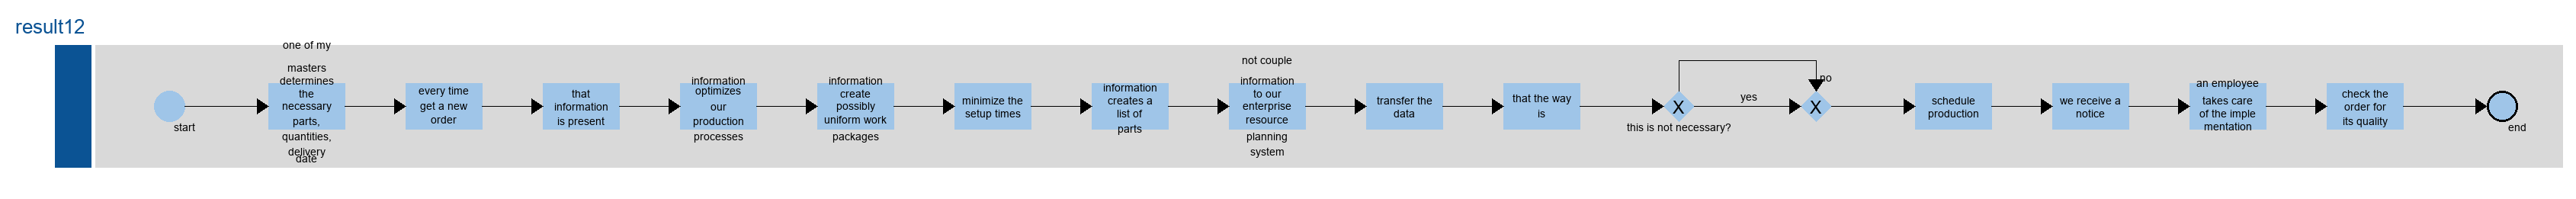 result12
start
one of my
masters
determines
the
necessary
parts,
quantities,
delivery
date
every time
get a new
order
that
information
is present
information
optimizes
our
production
processes
information
create
possibly
uniform work
packages
minimize the
setup times
information
creates a
list of
parts
not couple
information
to our
enterprise
resource
planning
system
transfer the
data
that the way
is
X
this is not necessary?
yes
no
X
schedule
production
we receive a
notice
an employee
takes care
of the imple
mentation
check the
order for
its quality
end